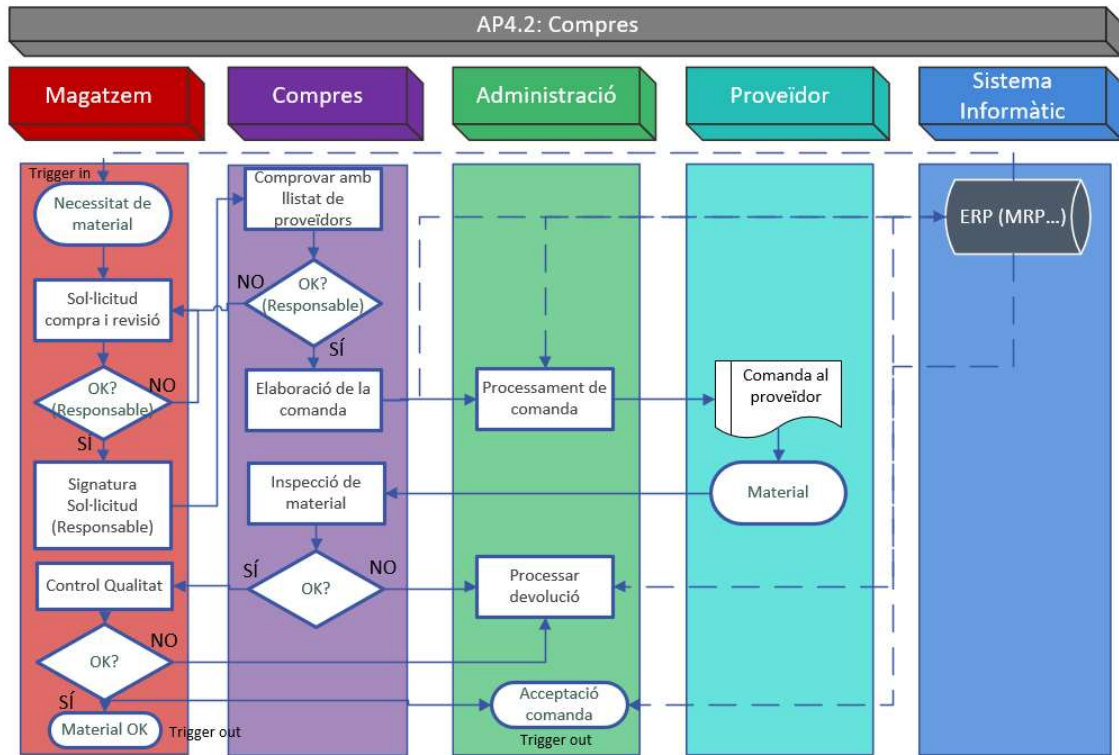 AP4.2: Compres
Magatzem
Compres
Administració
Proveïdor
Sistema
Informàtic
Trigger in
Necessitat de
material
Sol·licitud
compra i revisió
OK?
(Responsable)
NO
SÍ
Signatura
Sol·licitud
(Responsable)
Control Qualitat
OK?
NO
SÍ
Material OK
Trigger out
Comprovar amb
llistat de
proveïdors
OK?
(Responsable)
NO
SÍ
Elaboració de la
comanda
Inspecció de
material
OK?
SÍ
NO
Processament de
comanda
Processar
devolució
Acceptació
comanda
Trigger out
Comanda al
proveïdor
Material
ERP (MRP...)